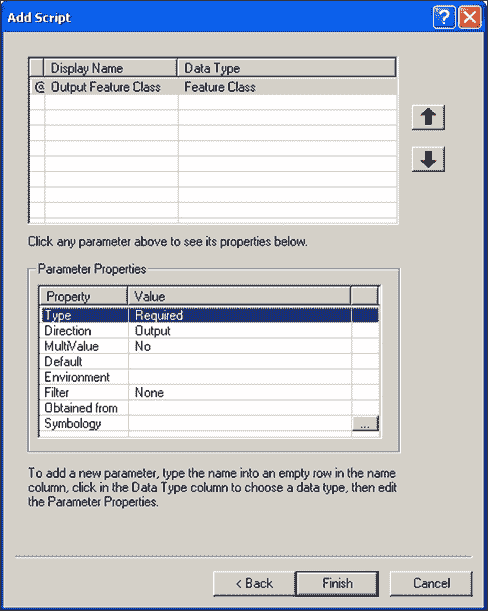 Add Script
Display Name Data Type
Output Feature Class Feature Class
Click any parameter above to see its properties below.
Parameter Properties
Property Value
Type Required
Direction Output
MultiValue No
Default
Environment
Filter None
Obtained from
Symbology ...
To add a new parameter, type the name into an empty row in the name
column, click in the Data Type column to choose a data type, then edit
the Parameter Properties.
< Back Finish Cancel